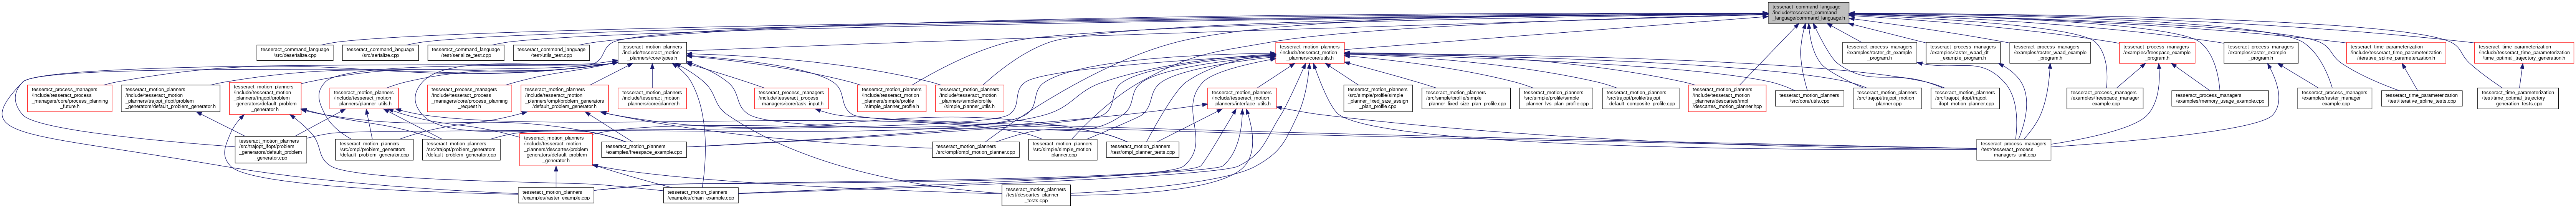 tesseract_command_language
/include/tesseract_command
_language/command_language.h
tesseract_command_language
/src/deserialize.cpp
tesseract_command_language
/src/serialize.cpp
tesseract_command_language
/test/serialize_test.cpp
tesseract_command_language
/test/utils_test.cpp
tesseract_motion_planners
/include/tesseract_motion
_planners/core/types.h
tesseract_motion_planners
/include/tesseract_motion
_planners/core/utils.h
tesseract_process_managers
/examples/raster_dt_example
_program.h
tesseract_process_managers
/examples/raster_waad_dt
_example_program.h
tesseract_process_managers
/examples/raster_waad_example
_program.h
tesseract_process_managers
/examples/freespace_example
_program.h
tesseract_process_managers
/examples/raster_example
_program.h
tesseract_time_parameterization
/include/tesseract_time_parameterization
/iterative_spline_parameterization.h
tesseract_time_parameterization
/include/tesseract_time_parameterization
/time_optimal_trajectory_generation.h
tesseract_process_managers
/include/tesseract_process
_managers/core/process_planning
_future.h
tesseract_motion_planners
/include/tesseract_motion
_planners/trajopt_ifopt/problem
_generators/default_problem_generator.h
tesseract_motion_planners
/include/tesseract_motion
_planners/trajopt/problem
_generators/default_problem
_generator.h
tesseract_motion_planners
/include/tesseract_motion
_planners/planner_utils.h
tesseract_process_managers
/include/tesseract_process
_managers/core/process_planning
_request.h
tesseract_motion_planners
/include/tesseract_motion
_planners/ompl/problem_generators
/default_problem_generator.h
tesseract_motion_planners
/include/tesseract_motion
_planners/core/planner.h
tesseract_process_managers
/include/tesseract_process
_managers/core/task_input.h
tesseract_motion_planners
/include/tesseract_motion
_planners/simple/profile
/simple_planner_profile.h
tesseract_motion_planners
/include/tesseract_motion
_planners/simple/profile
/simple_planner_utils.h
tesseract_motion_planners
/include/tesseract_motion
_planners/interface_utils.h
tesseract_motion_planners
/src/simple/profile/simple
_planner_fixed_size_assign
_plan_profile.cpp
tesseract_motion_planners
/src/simple/profile/simple
_planner_fixed_size_plan_profile.cpp
tesseract_motion_planners
/src/simple/profile/simple
_planner_lvs_plan_profile.cpp
tesseract_motion_planners
/src/trajopt/profile/trajopt
_default_composite_profile.cpp
tesseract_motion_planners
/include/tesseract_motion
_planners/descartes/impl
/descartes_motion_planner.hpp
tesseract_motion_planners
/src/core/utils.cpp
tesseract_motion_planners
/src/trajopt/trajopt_motion
_planner.cpp
tesseract_motion_planners
/src/trajopt_ifopt/trajopt
_ifopt_motion_planner.cpp
tesseract_process_managers
/examples/freespace_manager
_example.cpp
tesseract_process_managers
/examples/memory_usage_example.cpp
tesseract_process_managers
/examples/raster_manager
_example.cpp
tesseract_time_parameterization
/test/iterative_spline_tests.cpp
tesseract_time_parameterization
/test/time_optimal_trajectory
_generation_tests.cpp
tesseract_motion_planners
/src/trajopt_ifopt/problem
_generators/default_problem
_generator.cpp
tesseract_motion_planners
/src/ompl/problem_generators
/default_problem_generator.cpp
tesseract_motion_planners
/src/trajopt/problem_generators
/default_problem_generator.cpp
tesseract_motion_planners
/include/tesseract_motion
_planners/descartes/problem
_generators/default_problem
_generator.h
tesseract_motion_planners
/examples/freespace_example.cpp
tesseract_motion_planners
/src/ompl/ompl_motion_planner.cpp
tesseract_motion_planners
/src/simple/simple_motion
_planner.cpp
tesseract_motion_planners
/test/ompl_planner_tests.cpp
tesseract_process_managers
/test/tesseract_process
_managers_unit.cpp
tesseract_motion_planners
/examples/raster_example.cpp
tesseract_motion_planners
/examples/chain_example.cpp
tesseract_motion_planners
/test/descartes_planner
_tests.cpp